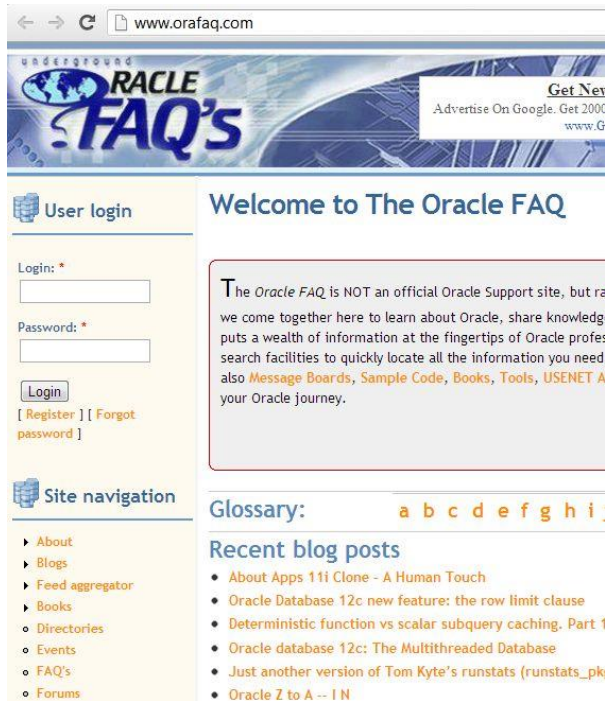 www.orafaq.com
underground
ORACLE
FAQ's
Get Nev
Advertise On Google. Get 2000
www.G
User login
Login: *
Password: *
Login
[ Register ] [ Forgot
password ]
Site navigation
About
Blogs
Feed aggregator
Books
Directories
Events
FAQ's
Forums
Welcome to The Oracle FAQ
The Oracle FAQ is NOT an official Oracle Support site, but ra
we come together here to learn about Oracle, share knowledg
puts a wealth of information at the fingertips of Oracle profes
search facilities to quickly locate all the information you need
also Message Boards, Sample Code, Books, Tools, USENET A
your Oracle journey.
Glossary: a b c d e f g h i j
Recent blog posts
About Apps 11i Clone - A Human Touch
Oracle Database 12c new feature: the row limit clause
Deterministic function vs scalar subquery caching. Part 1
Oracle database 12c: The Multithreaded Database
Just another version of Tom Kyte's runstats (runstats_pk
Oracle Z to A -- I N